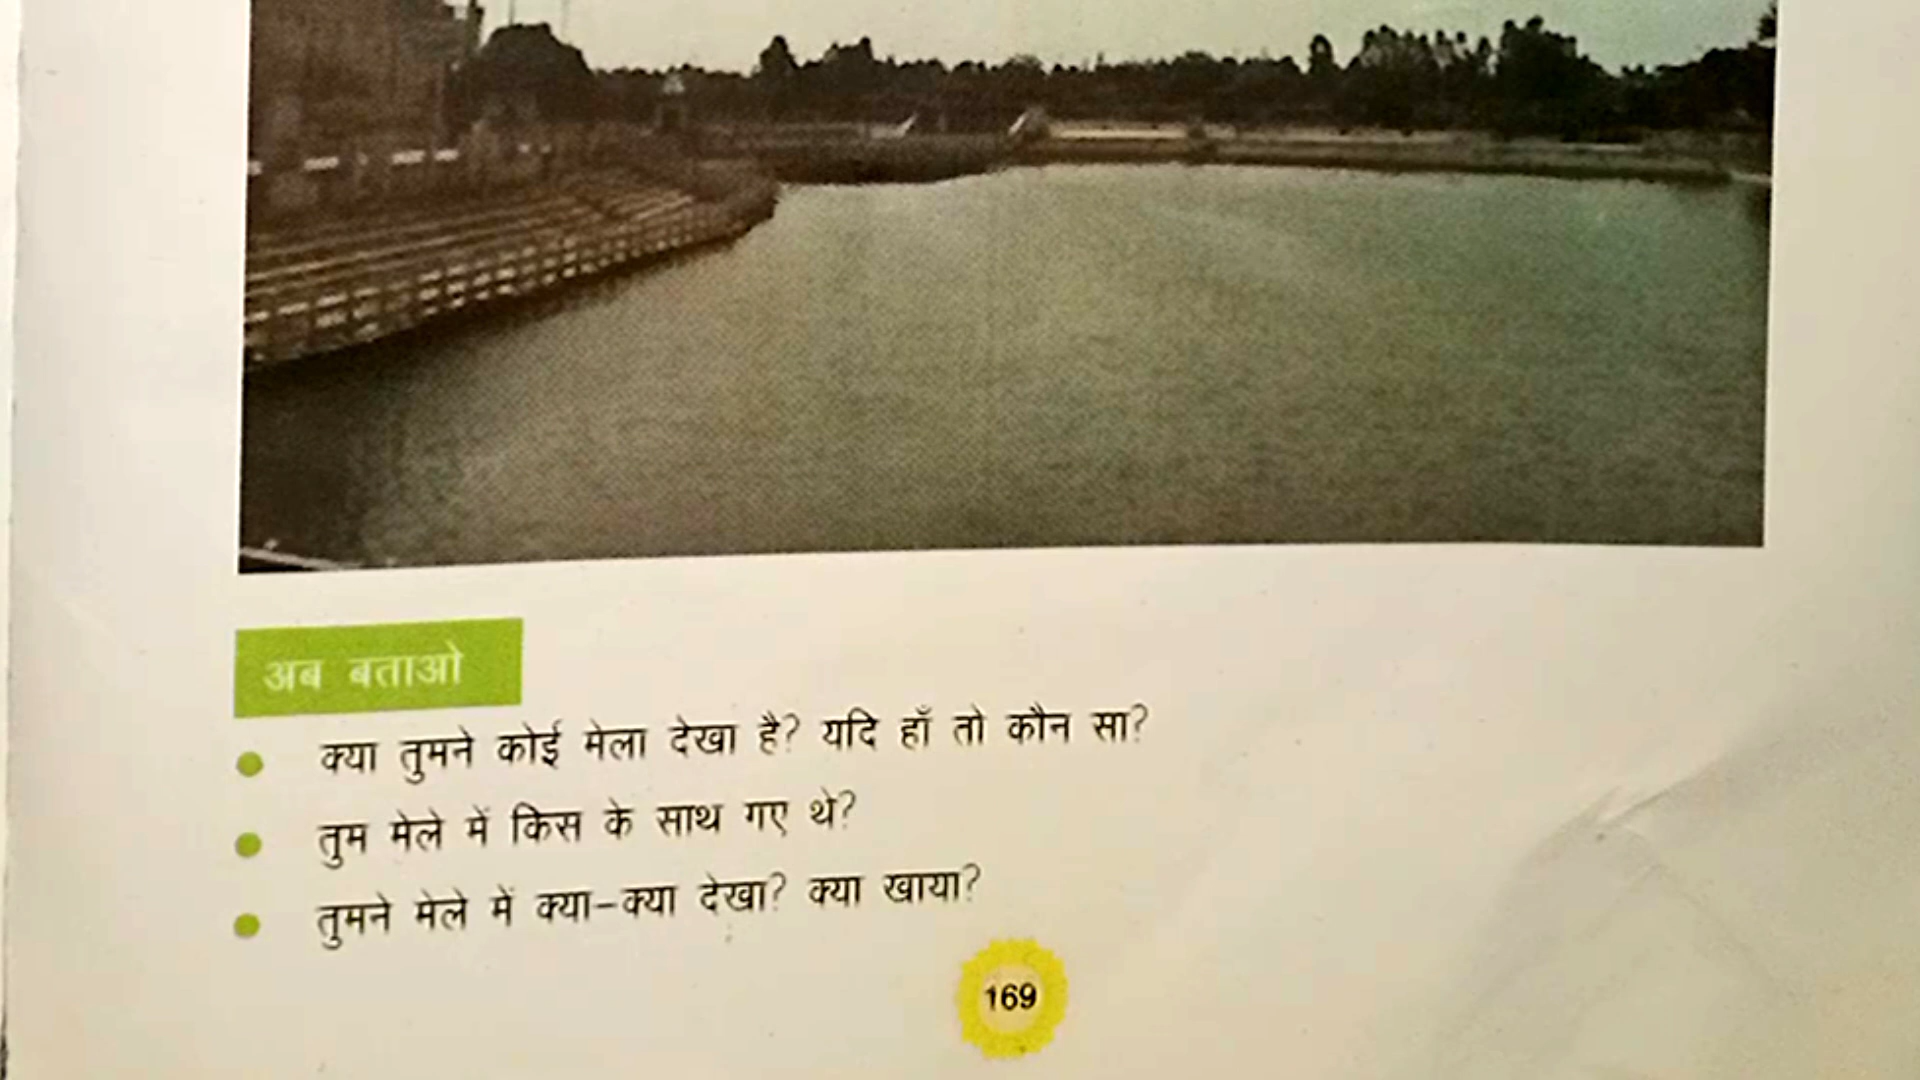 अब बताओ
क्या तुमने कोई मेला देखा है? यदि हाँ तो कौन सा?
तुम मेले में किस के साथ गए थे?
तुमने मेले में क्या-क्या देखा? क्या खाया?
169